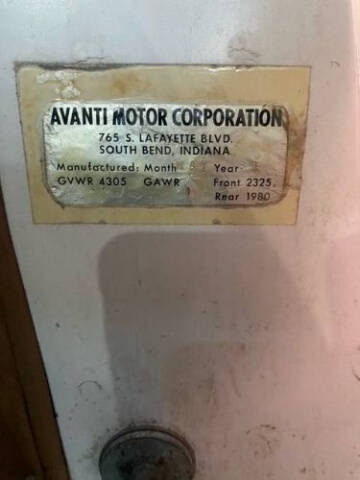 AVANTI MOTOR CORPORATION
765 S. LAFAYETTE BLVD.
SOUTH BEND, INDIANA
Manufactured: Month Year
GVWR 4305 GAWR Front 2325
Rear 1980